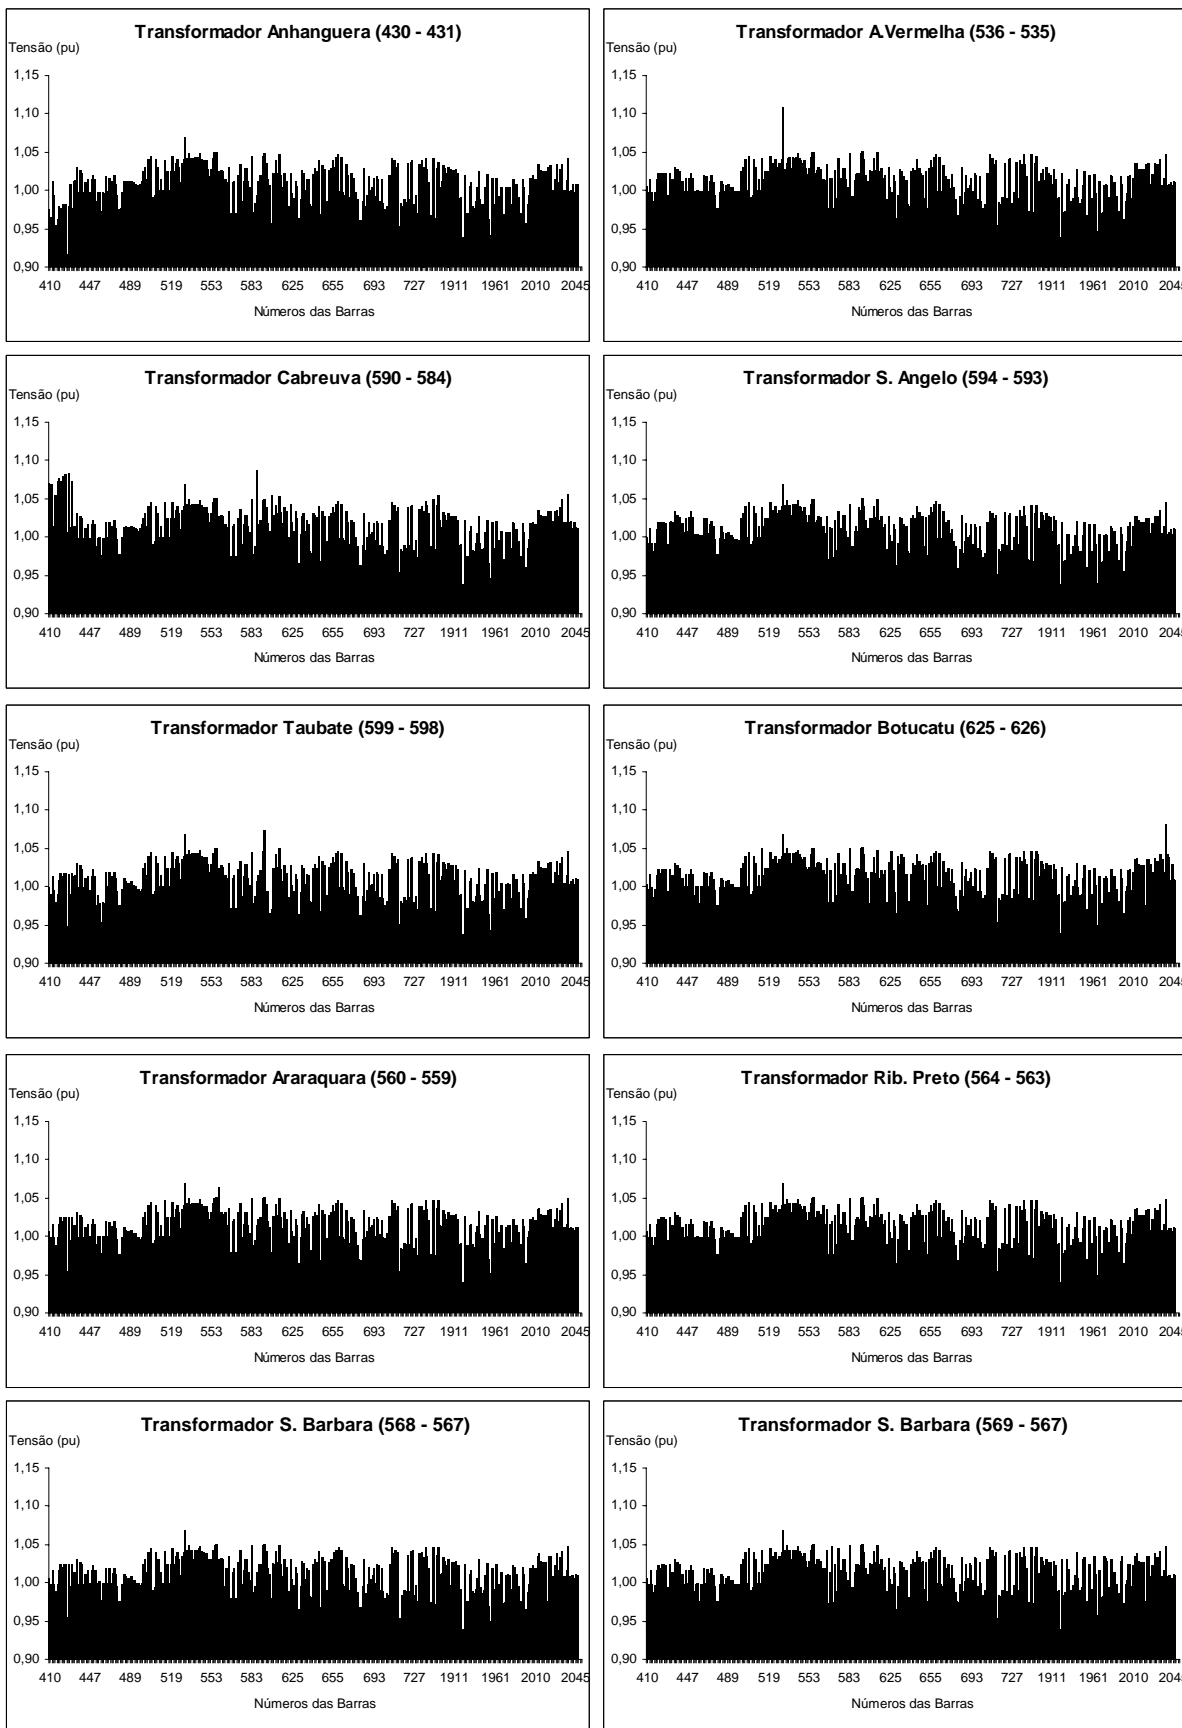 Transformador Anhanguera (430 - 431)
Tensão (pu)
1,15
1,10
1,05
1,00
0,95
0,90
410 447 489 519 553 583 625 655 693 727 1911 1961 2010 2045
Números das Barras
Transformador A.Vermelha (536 - 535)
Tensão (pu)
1,15
1,10
1,05
1,00
0,95
0,90
410 447 489 519 553 583 625 655 693 727 1911 1961 2010 2045
Números das Barras
Transformador Cabreuva (590 - 584)
Tensão (pu)
1,15
1,10
1,05
1,00
0,95
0,90
410 447 489 519 553 583 625 655 693 727 1911 1961 2010 2045
Números das Barras
Transformador S. Angelo (594 - 593)
Tensão (pu)
1,15
1,10
1,05
1,00
0,95
0,90
410 447 489 519 553 583 625 655 693 727 1911 1961 2010 2045
Números das Barras
Transformador Taubate (599 - 598)
Tensão (pu)
1,15
1,10
1,05
1,00
0,95
0,90
410 447 489 519 553 583 625 655 693 727 1911 1961 2010 2045
Números das Barras
Transformador Botucatu (625 - 626)
Tensão (pu)
1,15
1,10
1,05
1,00
0,95
0,90
410 447 489 519 553 583 625 655 693 727 1911 1961 2010 2045
Números das Barras
Transformador Araraquara (560 - 559)
Tensão (pu)
1,15
1,10
1,05
1,00
0,95
0,90
410 447 489 519 553 583 625 655 693 727 1911 1961 2010 2045
Números das Barras
Transformador Rib. Preto (564 - 563)
Tensão (pu)
1,15
1,10
1,05
1,00
0,95
0,90
410 447 489 519 553 583 625 655 693 727 1911 1961 2010 2045
Números das Barras
Transformador S. Barbara (568 - 567)
Tensão (pu)
1,15
1,10
1,05
1,00
0,95
0,90
410 447 489 519 553 583 625 655 693 727 1911 1961 2010 2045
Números das Barras
Transformador S. Barbara (569 - 567)
Tensão (pu)
1,15
1,10
1,05
1,00
0,95
0,90
410 447 489 519 553 583 625 655 693 727 1911 1961 2010 2045
Números das Barras